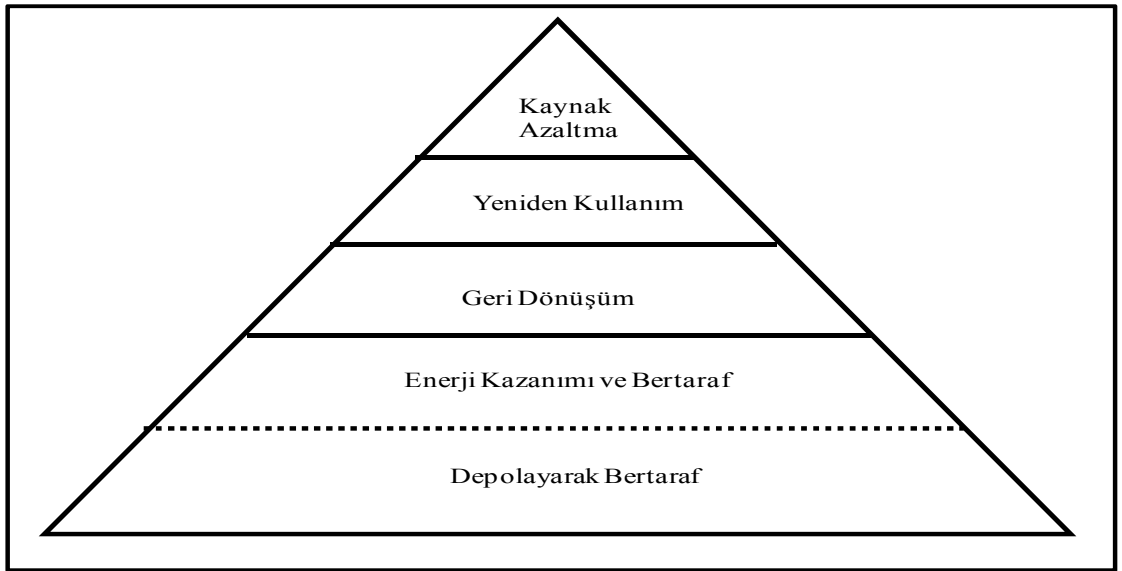 Kaynak
Azaltma
Yeniden Kullanım
Geri Dönüşüm
Enerji Kazanımı ve Bertaraf
Depolayarak Bertaraf